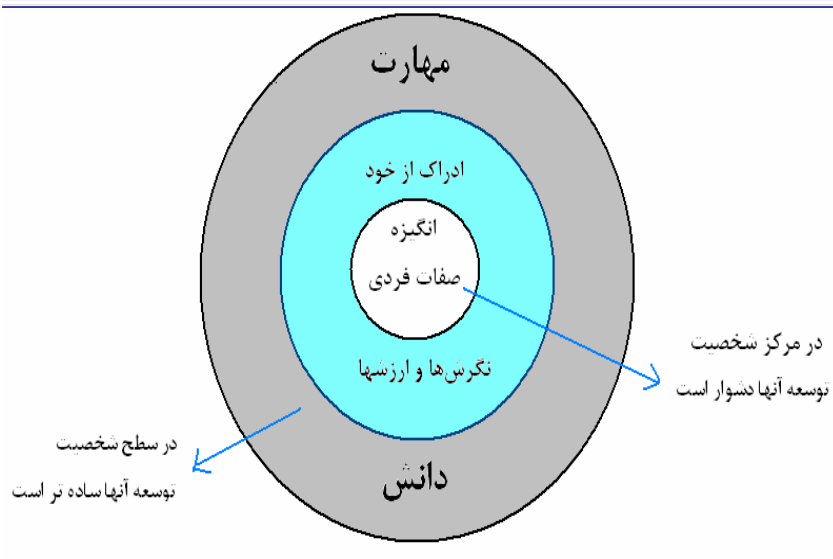 مهارت
ادراک از خود
انگیزه
صفات فردی
نگرش‌ها و ارزشها
دانش
در مرکز شخصیت
توسعه آنها دشوار است
در سطح شخصیت
توسعه آنها ساده تر است